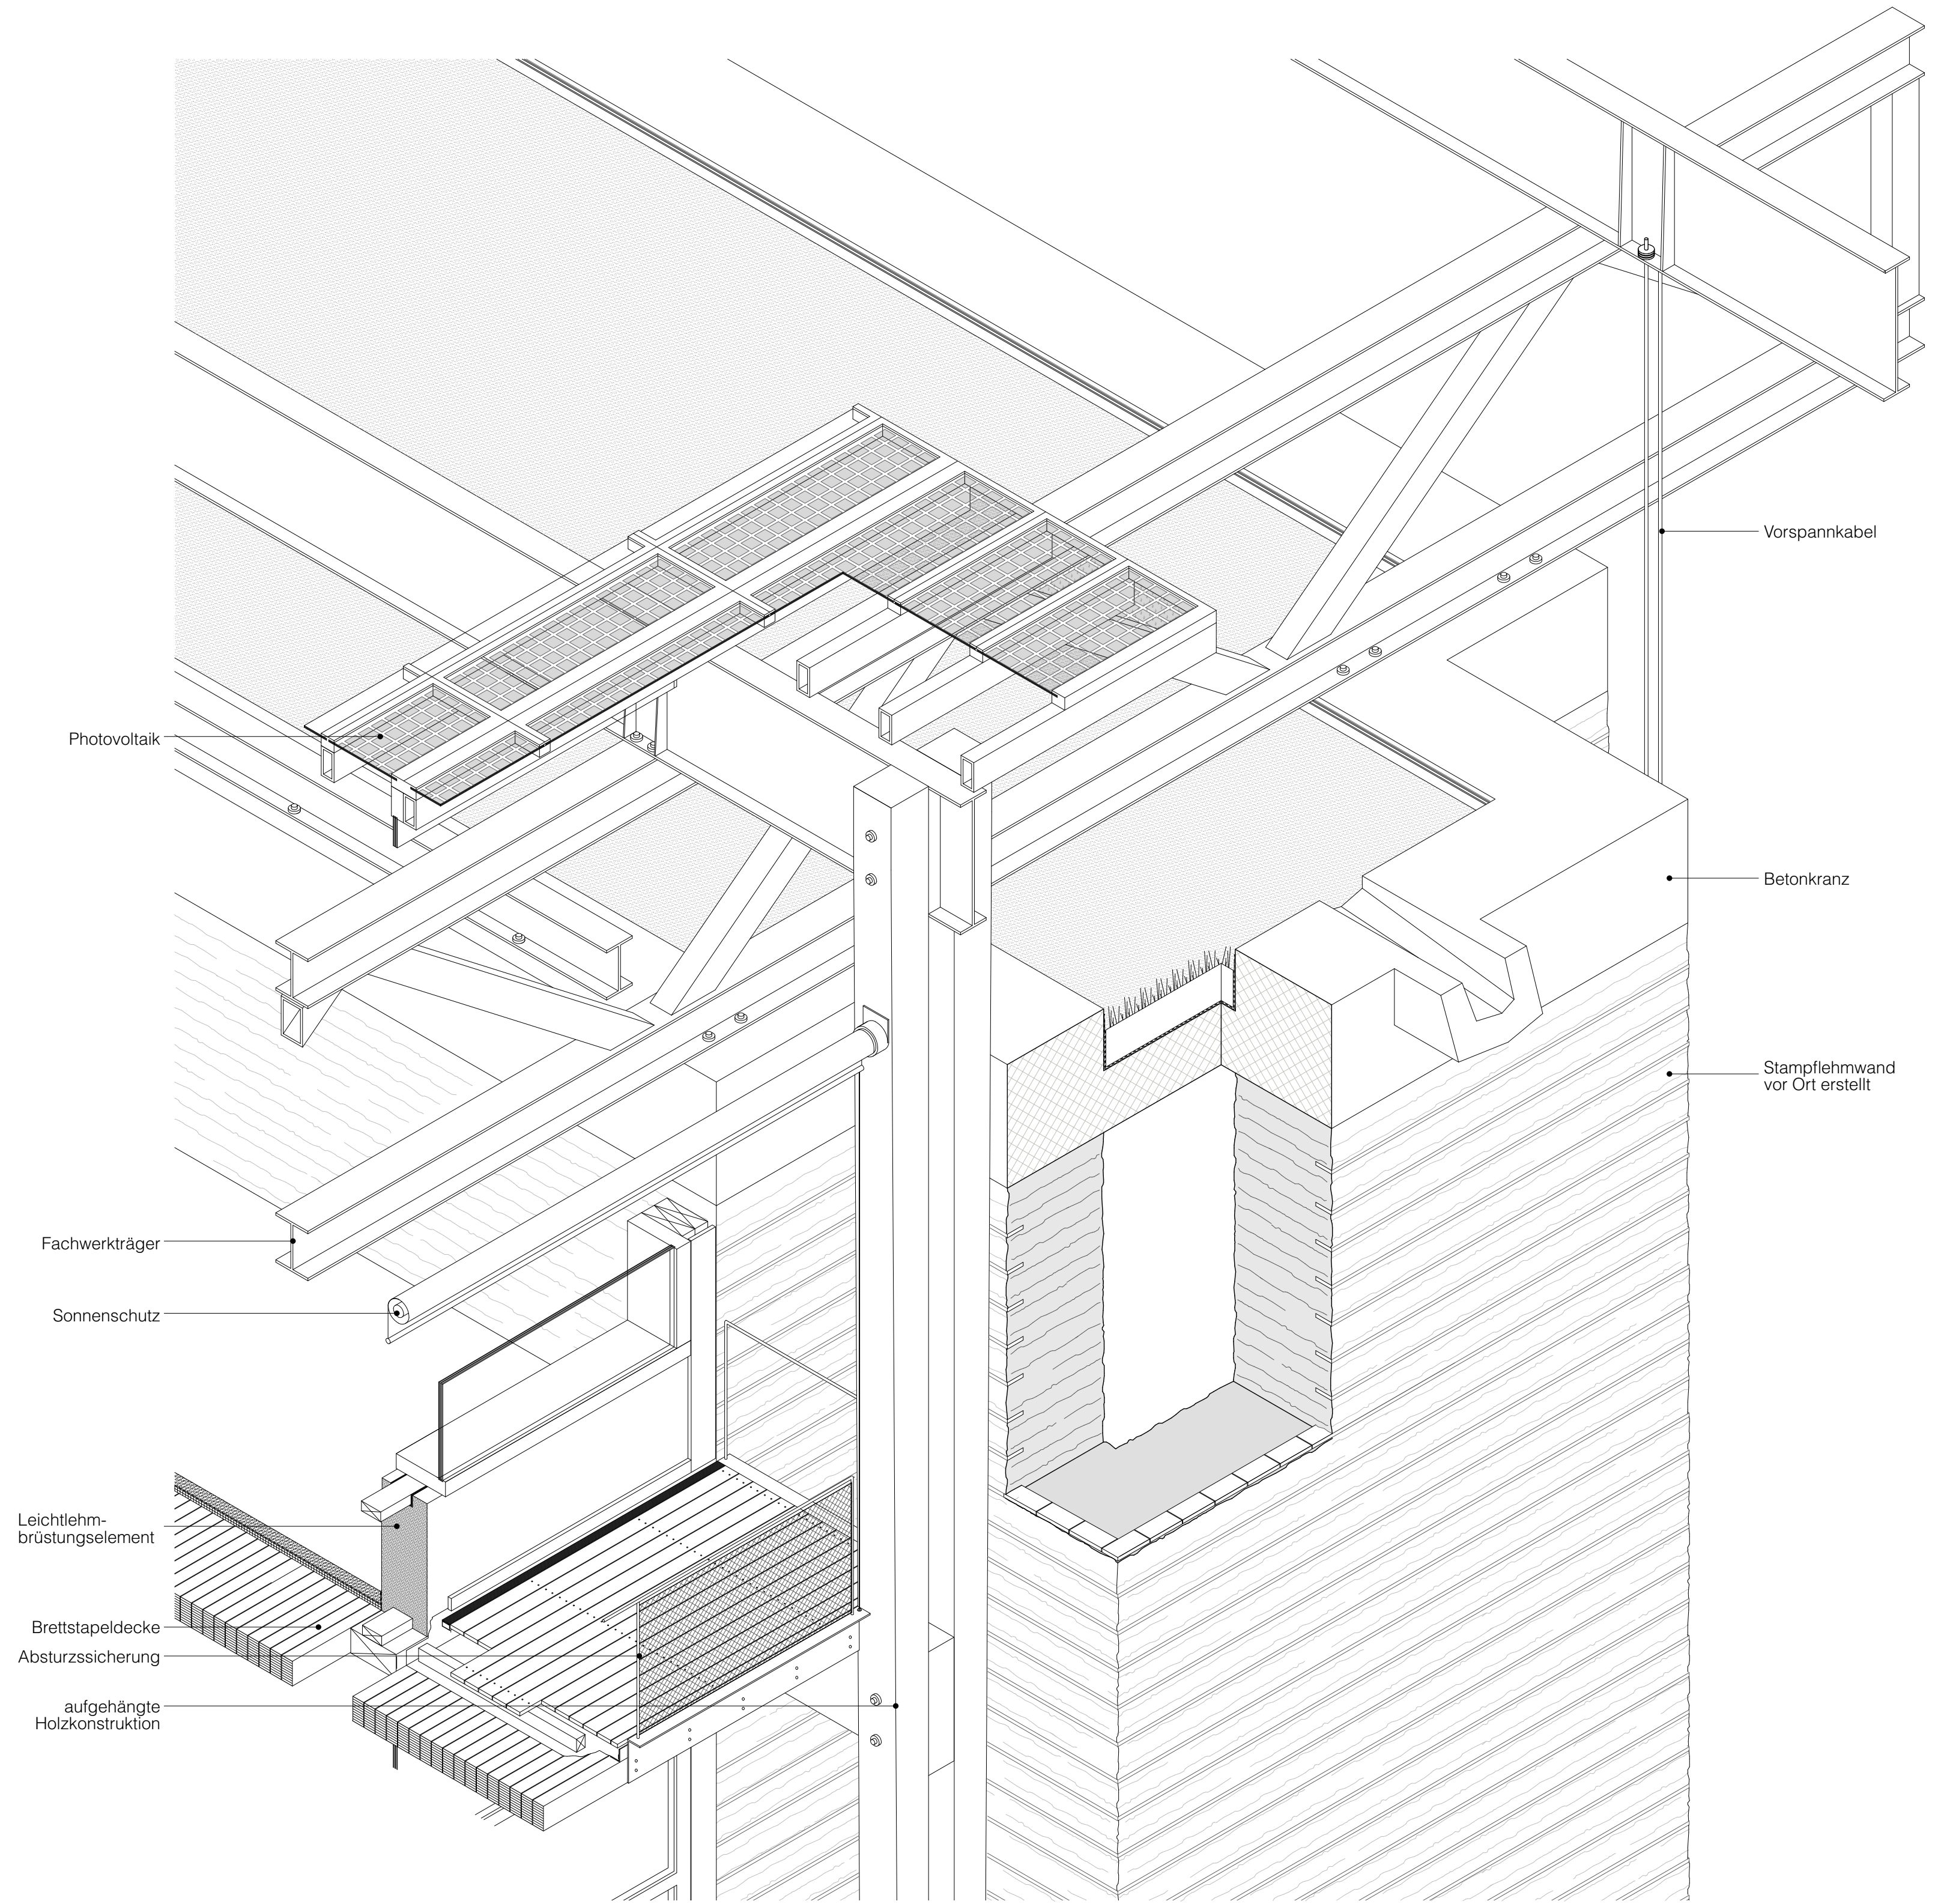 Vorspannkabel
Photovoltaik
Betonkranz
Stampflehmwand
vor Ort erstellt
Fachwerkträger
Sonnenschutz
Leichtlehm-
brüstungselement
Brettstapeldecke
Absturzssicherung
aufgehängte
Holzkonstruktion